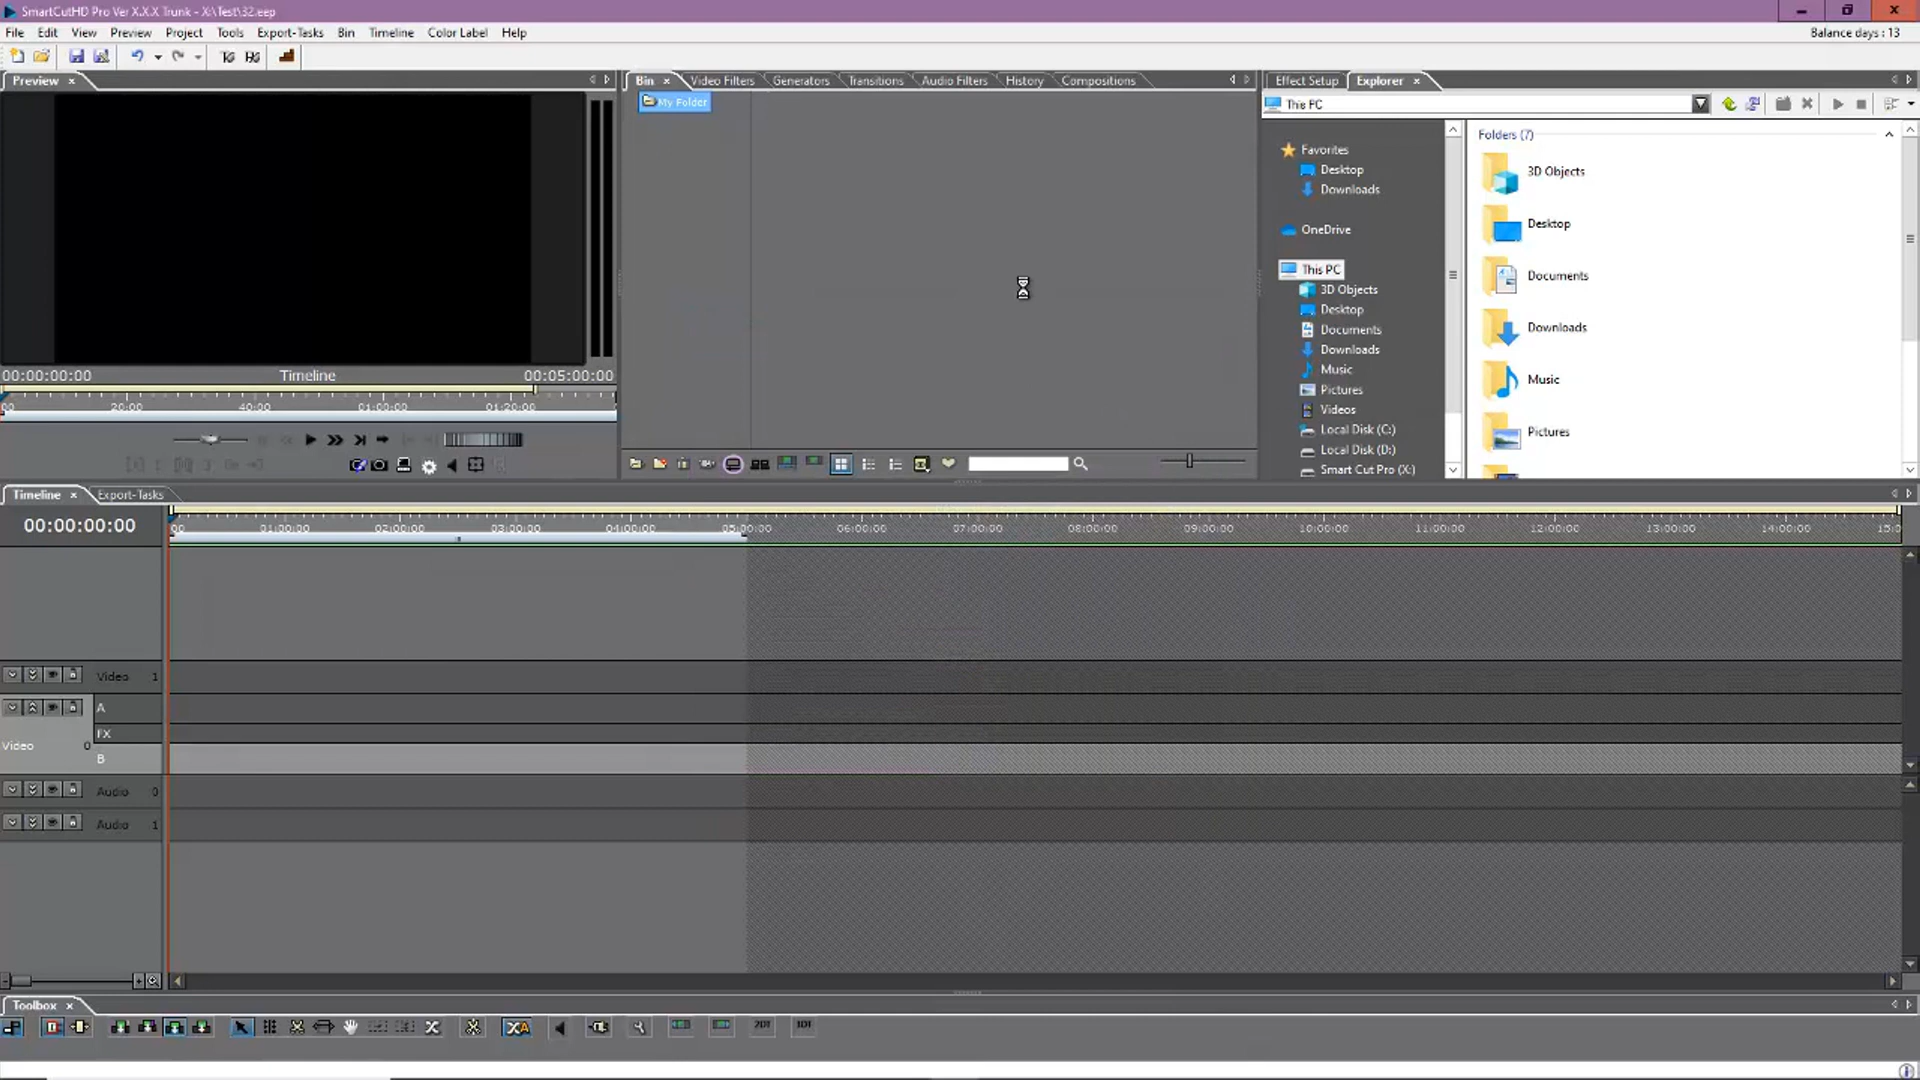 SmartCutHD Pro Ver X.X.X Trunk - X:\Test\32.eep
File Edit View Preview Project Tools Export-Tasks Bin Timeline Color Label Help
Balance days : 13
Preview
Bin Video Filters Generators Transitions Audio Filters History Compositions
Effect Setup Explorer
My Folder
This PC
Favorites
Desktop
Downloads
OneDrive
This PC
3D Objects
Desktop
Documents
Downloads
Music
Pictures
Videos
Local Disk (C:)
Local Disk (D:)
Smart Cut Pro (X:)
Folders (7)
3D Objects
Desktop
Documents
Downloads
Music
Pictures
00:00:00:00 Timeline 00:05:00:00
00 20:00 40:00 01:00:00 01:20:00
Timeline Export-Tasks
00:00:00:00
00 01:00:00 02:00:00 03:00:00 04:00:00 05:00:00 06:00:00 07:00:00 08:00:00 09:00:00 10:00:00 11:00:00 12:00:00 13:00:00 14:00:00 15:0
Video 1
A
FX
Video 0
B
Audio 0
Audio 1
Toolbox
XA